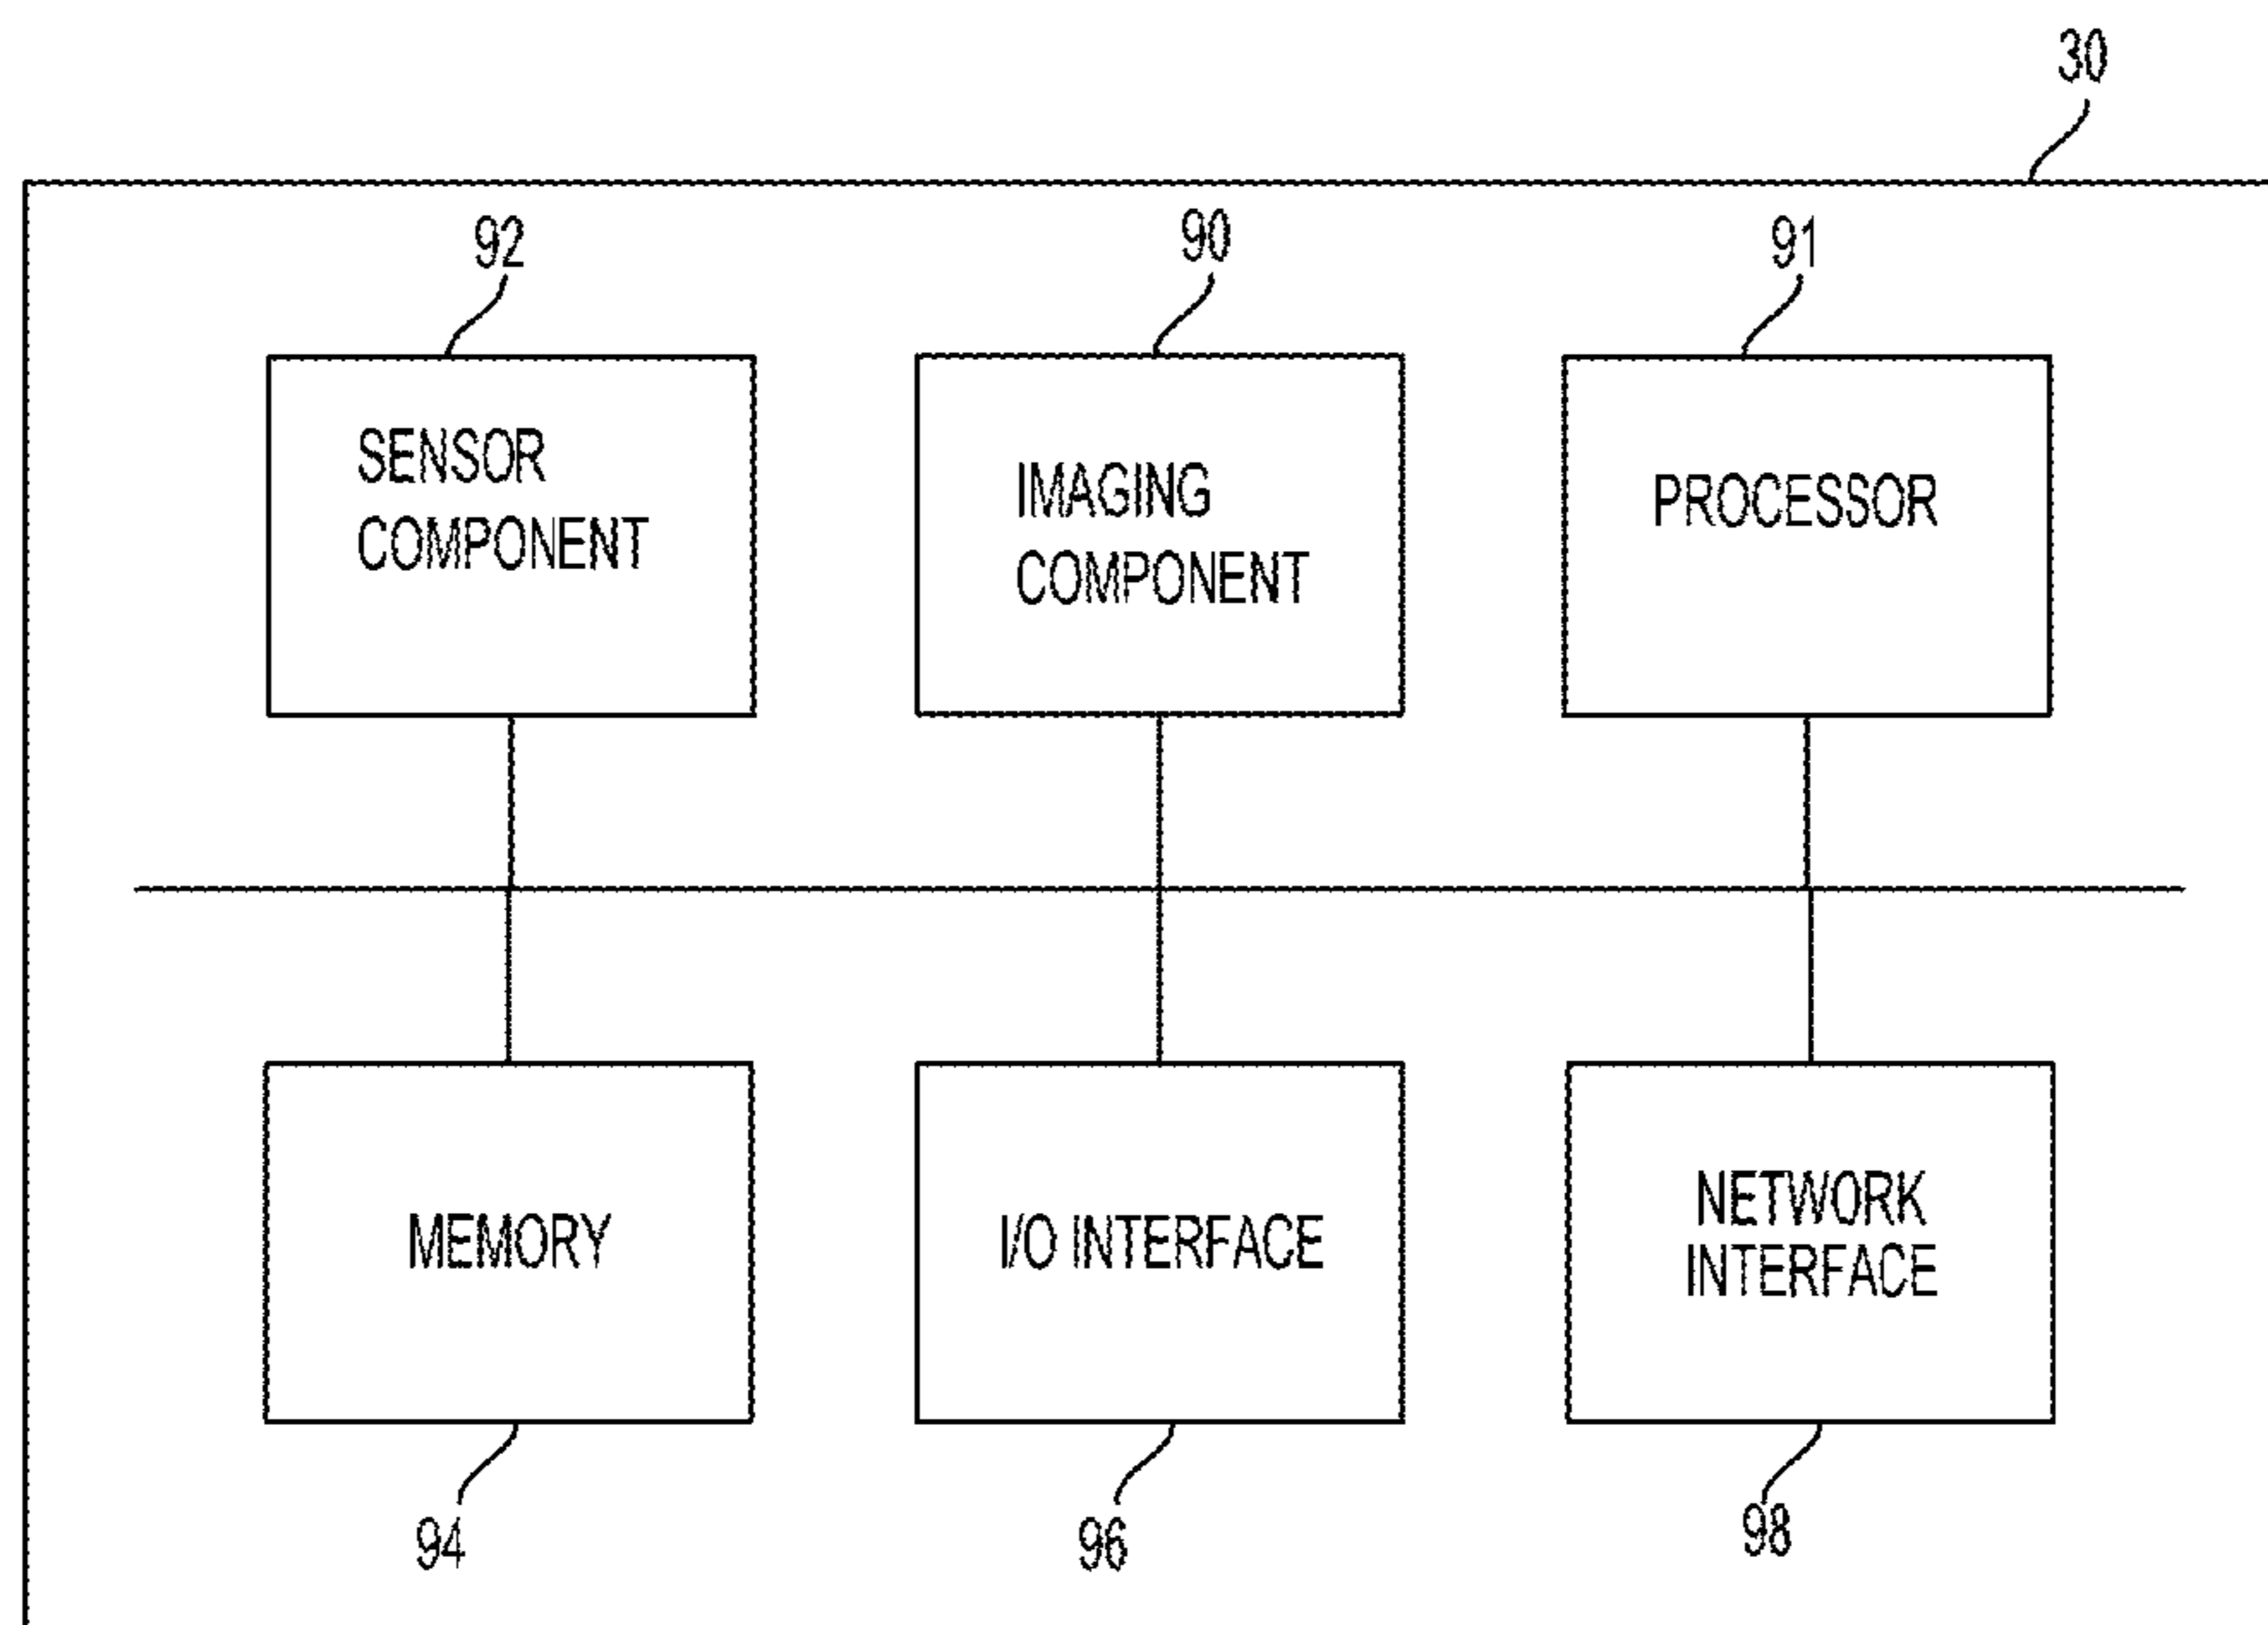 30
92
90
91
SENSOR
COMPONENT
IMAGING
COMPONENT
PROCESSOR
MEMORY
I/O INTERFACE
NETWORK
INTERFACE
94
96
98